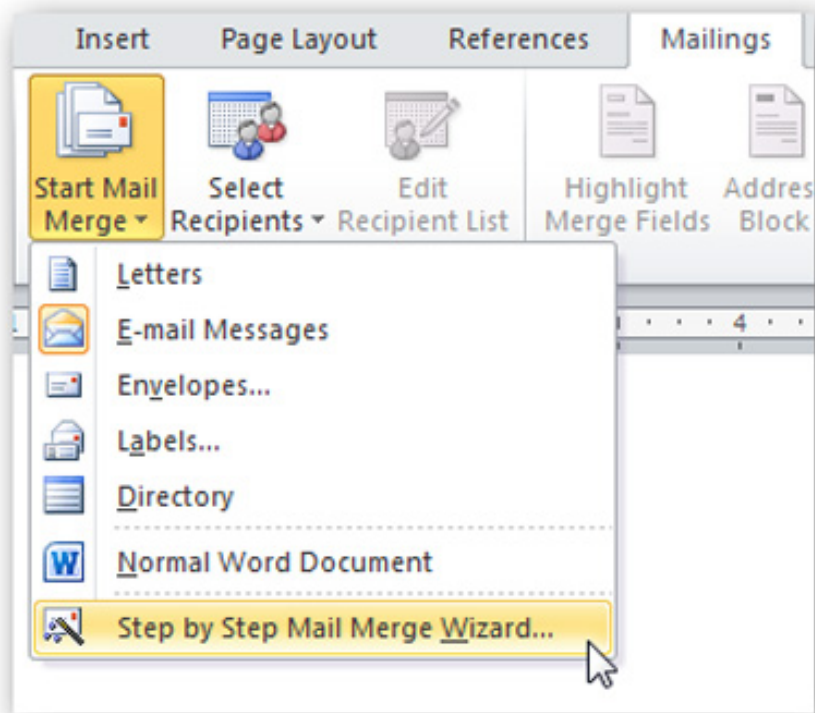 Insert Page Layout References Mailings
Start Mail Merge Select Recipients Edit Recipient List Highlight Merge Fields Addres Block
Letters
E-mail Messages
Envelopes...
Labels...
Directory
Normal Word Document
Step by Step Mail Merge Wizard...
4
W